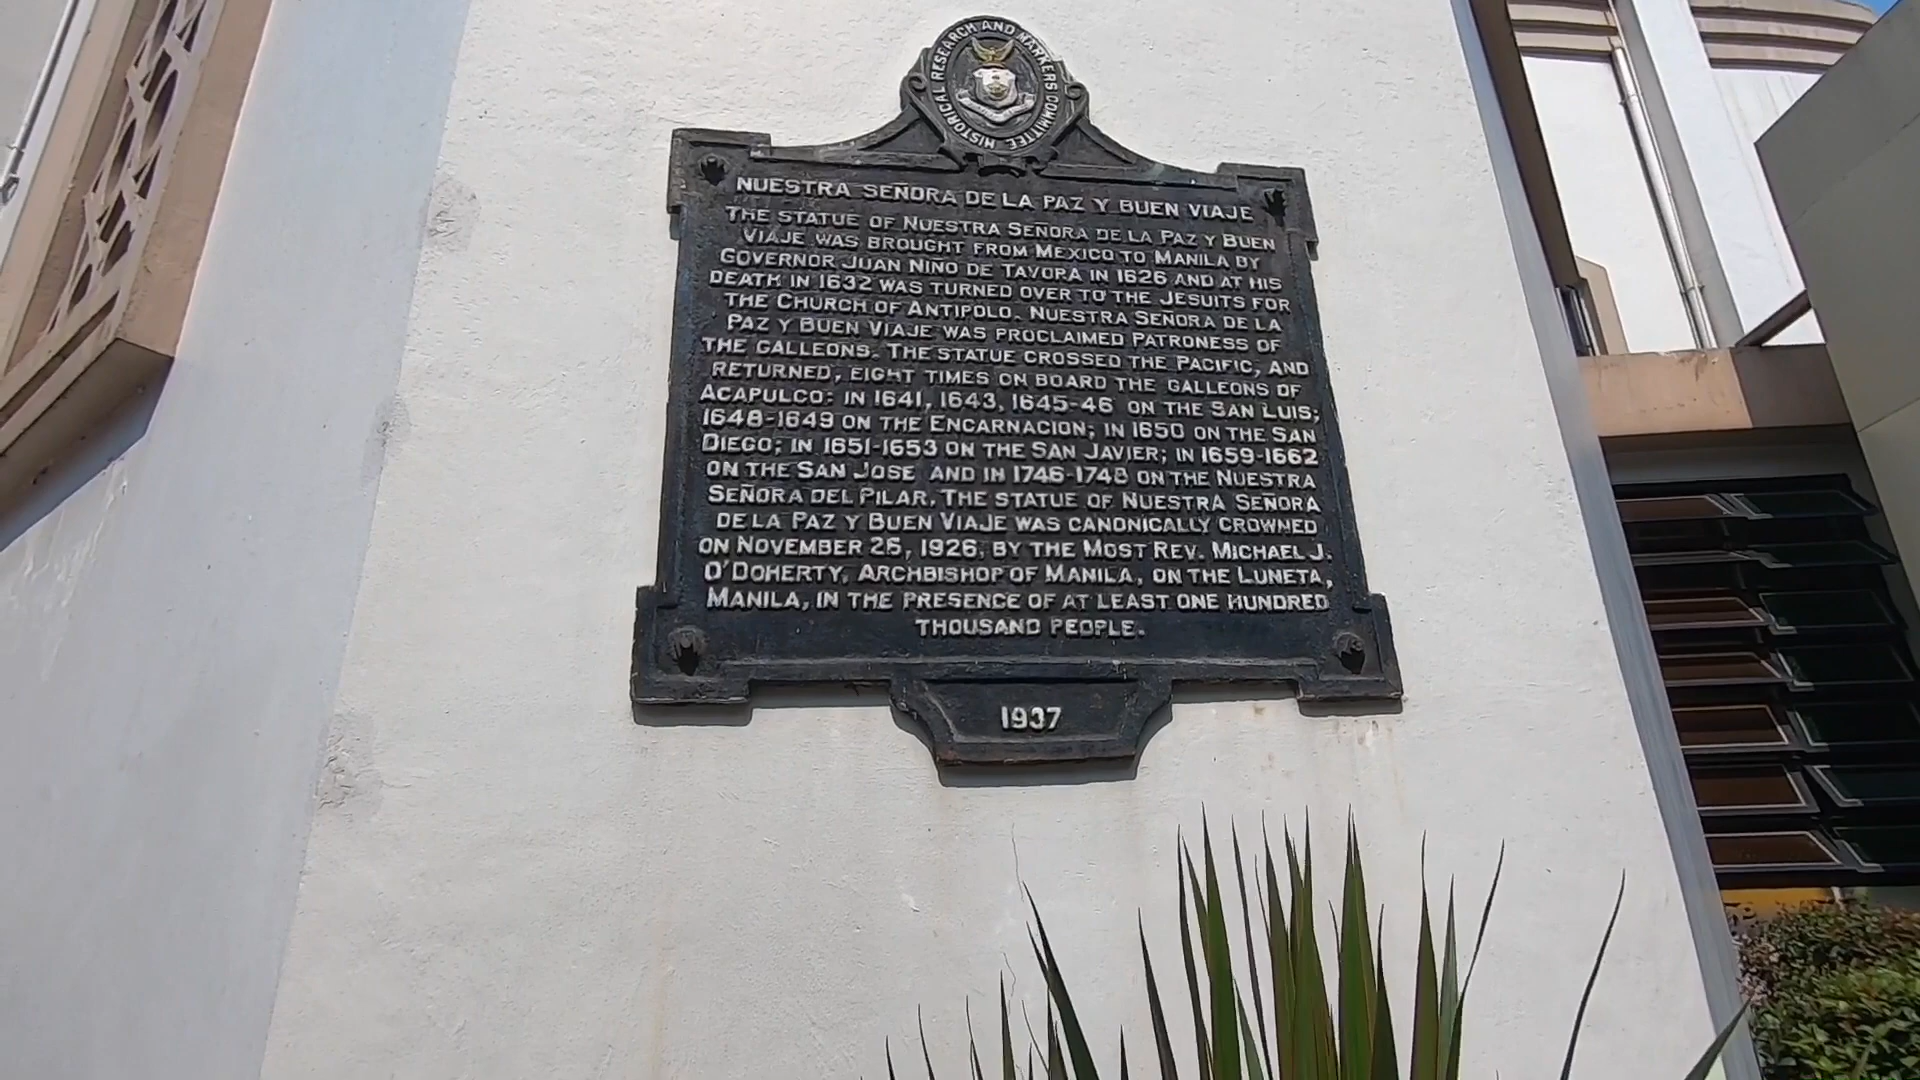 HISTORICAL RESEARCH AND MARKERS COMMITTEE
NUESTRA SEÑORA DE LA PAZ Y BUEN VIAJE
THE STATUE OF NUESTRA SEÑORA DE LA PAZ Y BUEN
VIAJE WAS BROUGHT FROM MEXICO TO MANILA BY
GOVERNOR JUAN NINO DE TAVORA IN 1626 AND AT HIS
DEATH IN 1632 WAS TURNED OVER TO THE JESUITS FOR
THE CHURCH OF ANTIPOLO. NUESTRA SEÑORA DE LA
PAZ Y BUEN VIAJE WAS PROCLAIMED PATRONESS OF
THE GALLEONS. THE STATUE CROSSED THE PACIFIC, AND
RETURNED, EIGHT TIMES ON BOARD THE GALLEONS OF
ACAPULCO: IN 1641, 1643, 1645-46 ON THE SAN LUIS;
1648-1649 ON THE ENCARNACION; IN 1650 ON THE SAN
DIEGO; IN 1651-1653 ON THE SAN JAVIER; IN 1659-1662
ON THE SAN JOSE AND IN 1746-1748 ON THE NUESTRA
SEÑORA DEL PILAR. THE STATUE OF NUESTRA SEÑORA
DE LA PAZ Y BUEN VIAJE WAS CANONICALLY CROWNED
ON NOVEMBER 26, 1926, BY THE MOST REV. MICHAEL J.
O'DOHERTY, ARCHBISHOP OF MANILA, ON THE LUNETA,
MANILA, IN THE PRESENCE OF AT LEAST ONE HUNDRED
THOUSAND PEOPLE.
1937